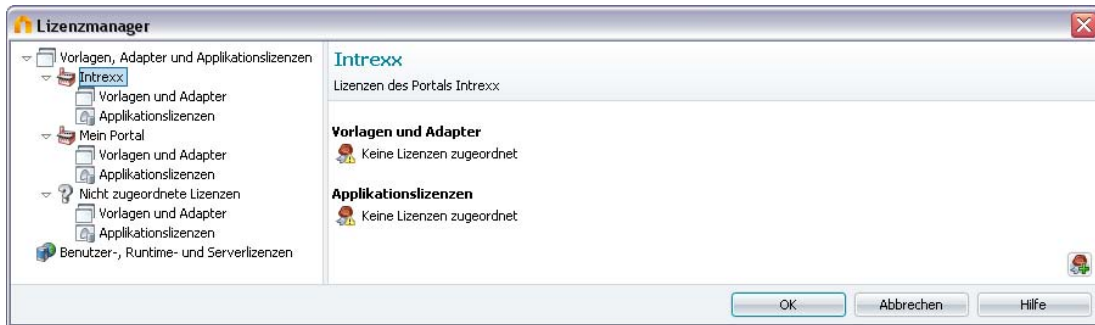 Lizenzmanager
Vorlagen, Adapter und Applikationslizenzen
Intrexx
Vorlagen und Adapter
Applikationslizenzen
Mein Portal
Vorlagen und Adapter
Applikationslizenzen
Nicht zugeordnete Lizenzen
Vorlagen und Adapter
Applikationslizenzen
Benutzer-, Runtime- und Serverlizenzen
Intrexx
Lizenzen des Portals Intrexx
Vorlagen und Adapter
Keine Lizenzen zugeordnet
Applikationslizenzen
Keine Lizenzen zugeordnet
OK Abbrechen Hilfe